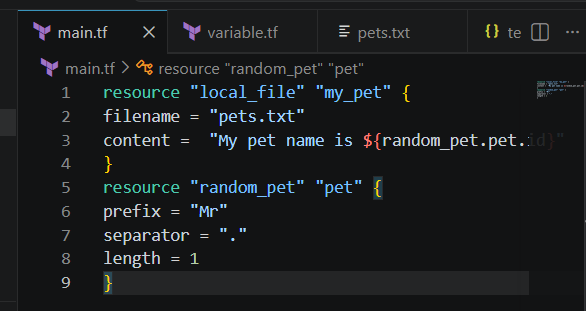 main.tf
variable.tf
pets.txt
te
main.tf > resource "random_pet" "pet"
1 resource "local_file" "my_pet" {
2 filename = "pets.txt"
3 content =  "My pet name is ${random_pet.pet.id}"
4 }
5 resource "random_pet" "pet" {
6 prefix = "Mr"
7 separator = "."
8 length = 1
9 }